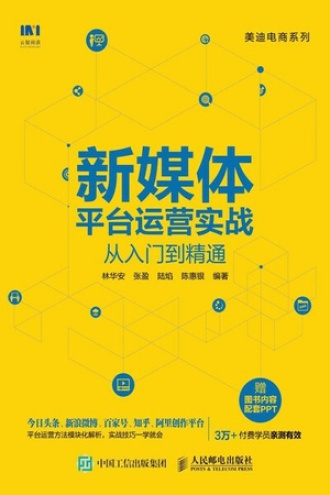 美迪电商系列
新媒体
平台运营实战
从入门到精通
林华安 张盈 陆焰 陈惠银 编著
赠
图书内容
配套PPT
今日头条、新浪微博、百家号、知乎、阿里创作平台
平台运营方法模块化解析，实战技巧一学就会
3万+付费学员亲测有效
中国工信出版集团
人民邮电出版社
POSTS & TELECOM PRESS